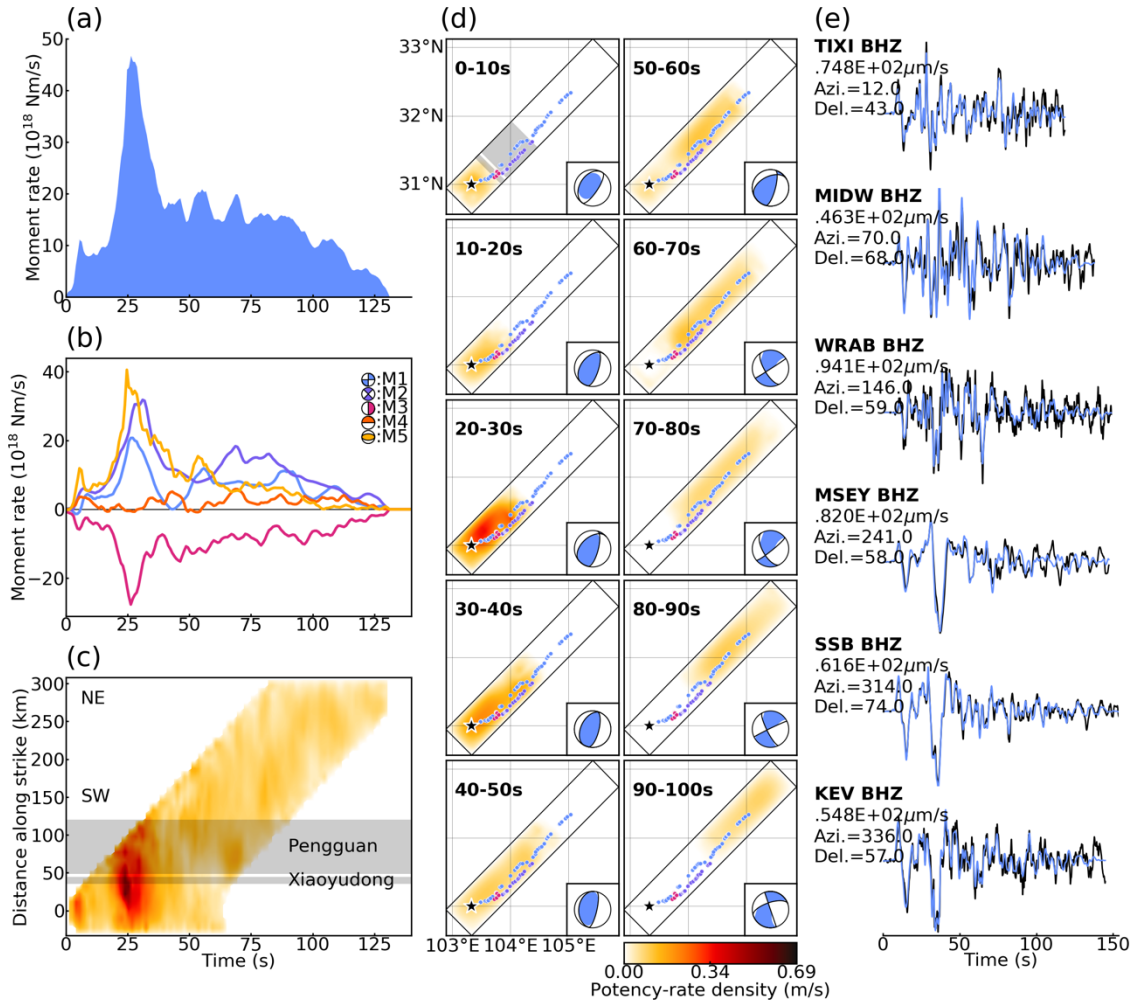 (a)
Moment rate (10¹⁸ Nm/s)
50
40
30
20
10
0
0 25 50 75 100 125
(b)
Moment rate (10¹⁸ Nm/s)
40
20
0
−20
:M1
:M2
:M3
:M4
:M5
0 25 50 75 100 125
(c)
Distance along strike (km)
300
250
200
150
100
50
0
NE
SW
Pengguan
Xiaoyudong
0 25 50 75 100 125
Time (s)
(d)
33°N
32°N
31°N
0-10s
50-60s
10-20s
60-70s
20-30s
70-80s
30-40s
80-90s
40-50s
90-100s
103°E 104°E 105°E
0.00 0.34 0.69
Potency-rate density (m/s)
(e)
TIXI BHZ
.748E+02μm/s
Azi.=12.0
Del.=43.0
MIDW BHZ
.463E+02μm/s
Azi.=70.0
Del.=68.0
WRAB BHZ
.941E+02μm/s
Azi.=146.0
Del.=59.0
MSEY BHZ
.820E+02μm/s
Azi.=241.0
Del.=58.0
SSB BHZ
.616E+02μm/s
Azi.=314.0
Del.=74.0
KEV BHZ
.548E+02μm/s
Azi.=336.0
Del.=57.0
0 50 100 150
Time (s)